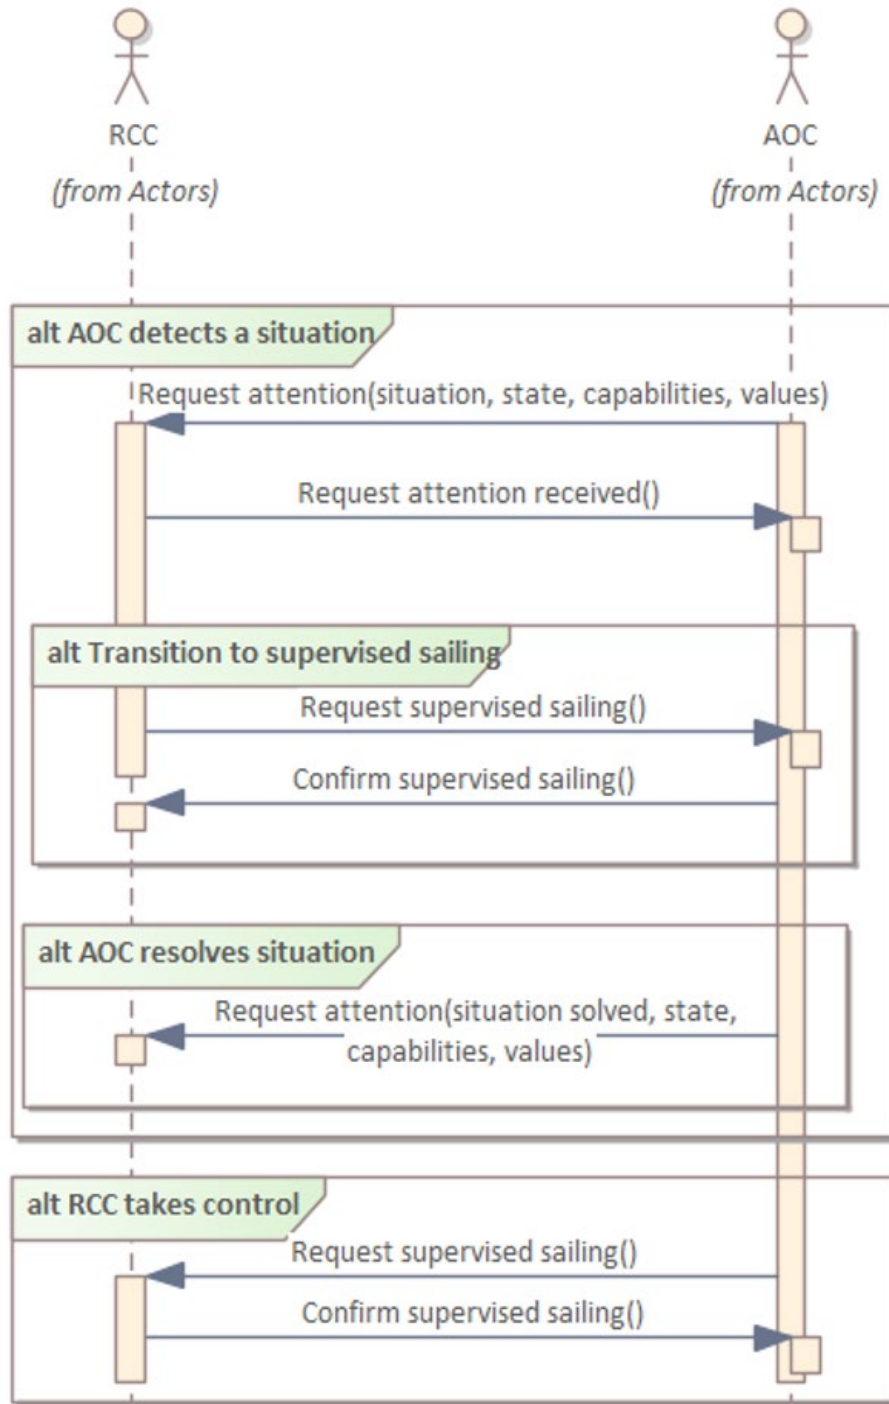 RCC
AOC
(from Actors)
(from Actors)
alt AOC detects a situation
Request attention(situation, state, capabilities, values)
Request attention received()
alt Transition to supervised sailing
Request supervised sailing()
Confirm supervised sailing()
alt AOC resolves situation
Request attention(situation solved, state,
capabilities, values)
alt RCC takes control
Request supervised sailing()
Confirm supervised sailing()